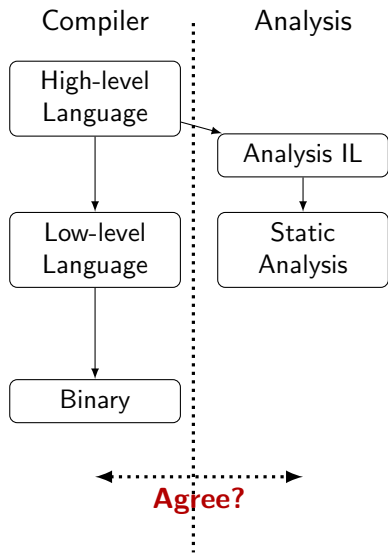 Compiler
Analysis
High-level
Language
Analysis IL
Low-level
Language
Static
Analysis
Binary
Agree?